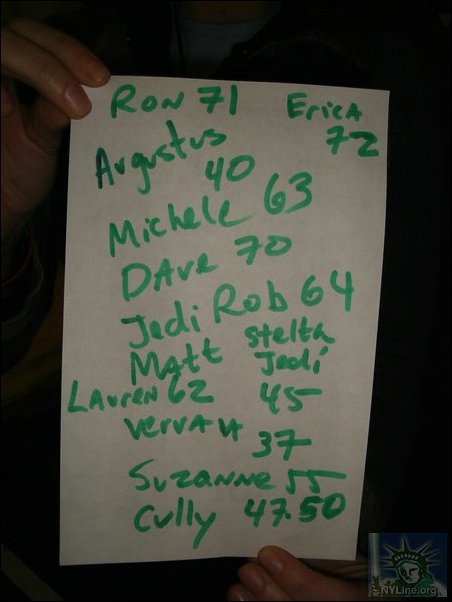 Ron 71 Erica
72
Augustus
40
Michele 63
Dave 70
Jedi Rob 64
Matt Stelth
Jedi
Lauren 62 45
37
Suzanne 55
Cully 47.50
NYLine.org